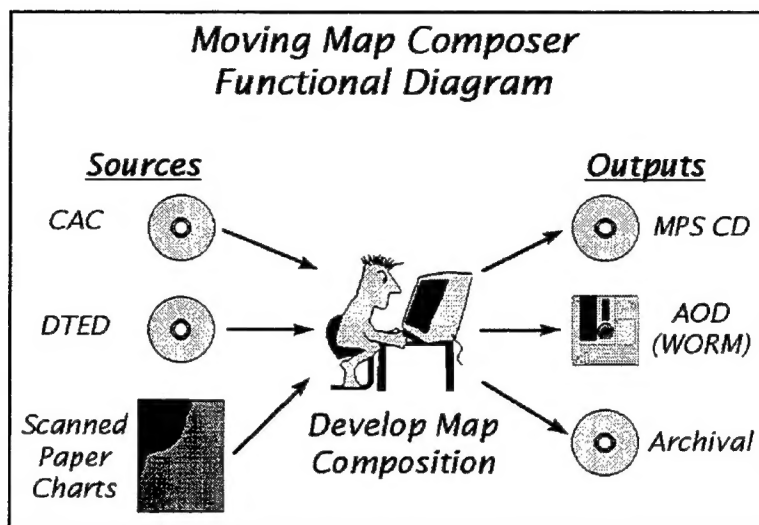 Moving Map Composer
Functional Diagram
Sources
CAC
DTED
Scanned
Paper
Charts
Develop Map
Composition
Outputs
MPS CD
AOD
(WORM)
Archival